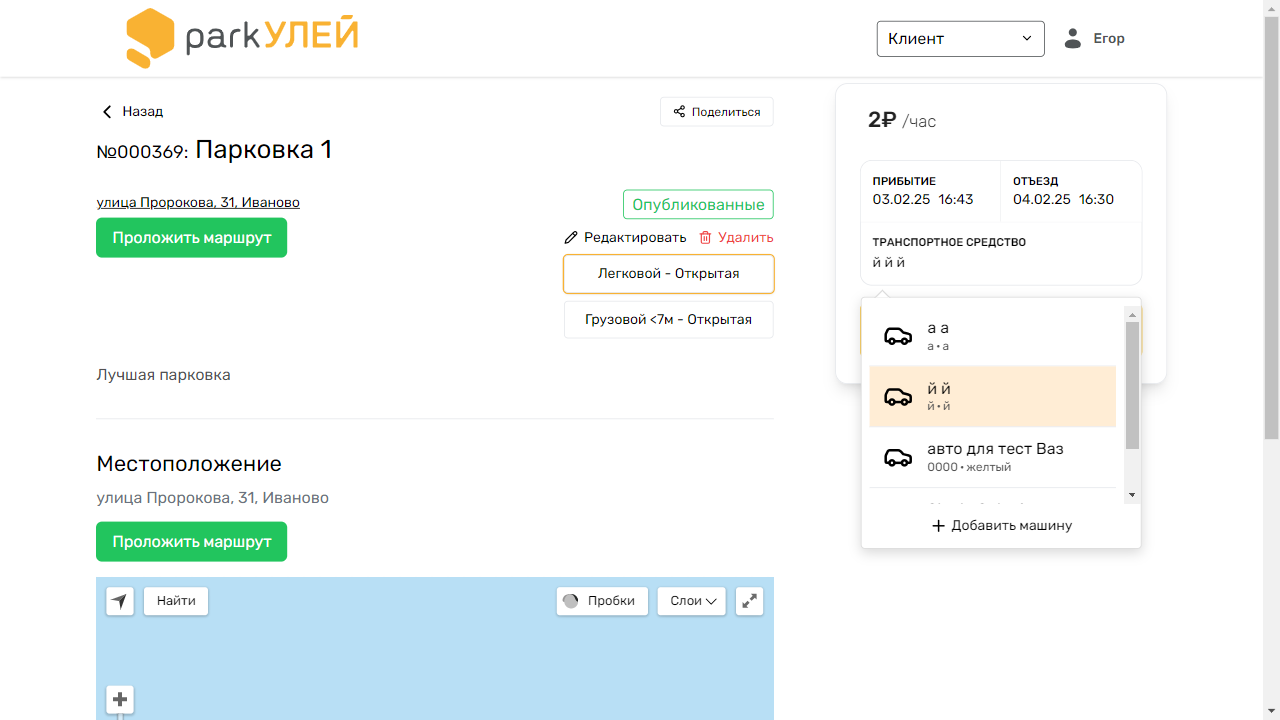 parkУЛЕЙ
Клиент
Егор
Назад
Поделиться
№000369: Парковка 1
улица Пророкова, 31, Иваново
Опубликованные
Проложить маршрут
Редактировать
Удалить
Легковой - Открытая
Грузовой <7м - Открытая
Лучшая парковка
Местоположение
улица Пророкова, 31, Иваново
Проложить маршрут
Найти
Пробки
Слои
2₽ /час
ПРИБЫТИЕ
03.02.25 16:43
ОТЪЕЗД
04.02.25 16:30
ТРАНСПОРТНОЕ СРЕДСТВО
й й й
а а
а • а
й й
й • й
авто для тест Ваз
0000 • желтый
Добавить машину